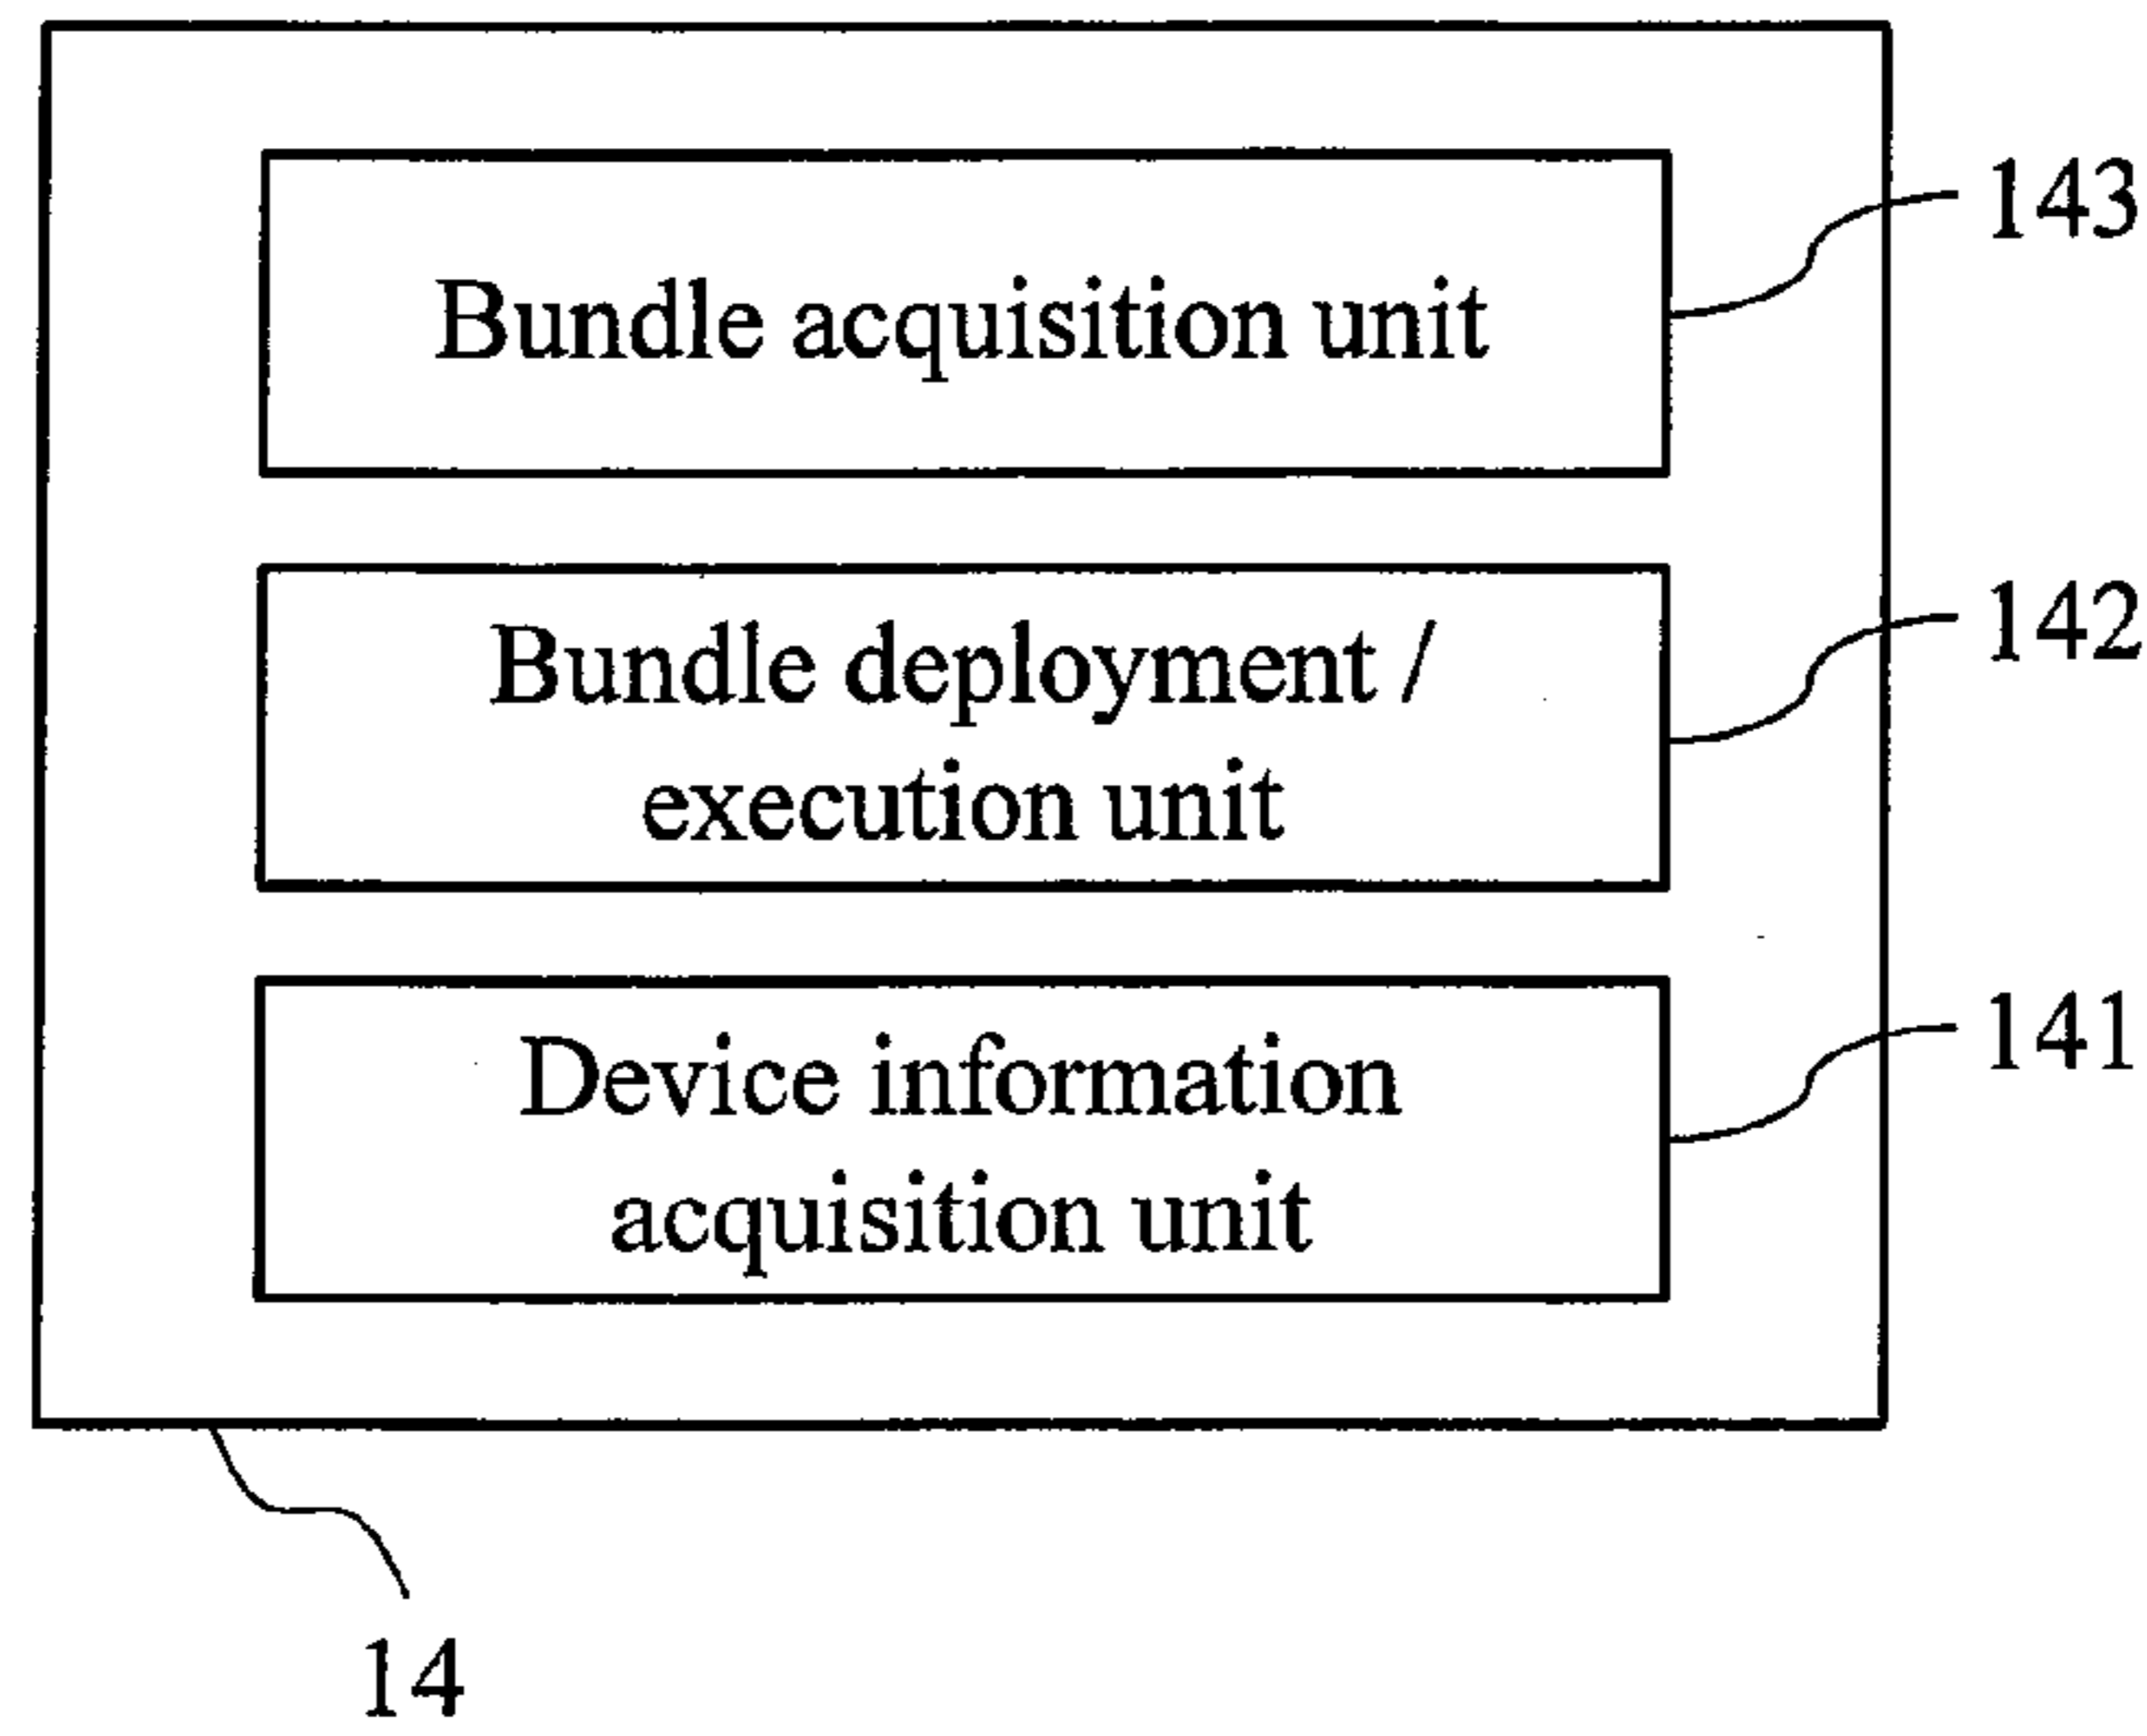 143
Bundle acquisition unit
142
Bundle deployment /
execution unit
141
Device information
acquisition unit
14